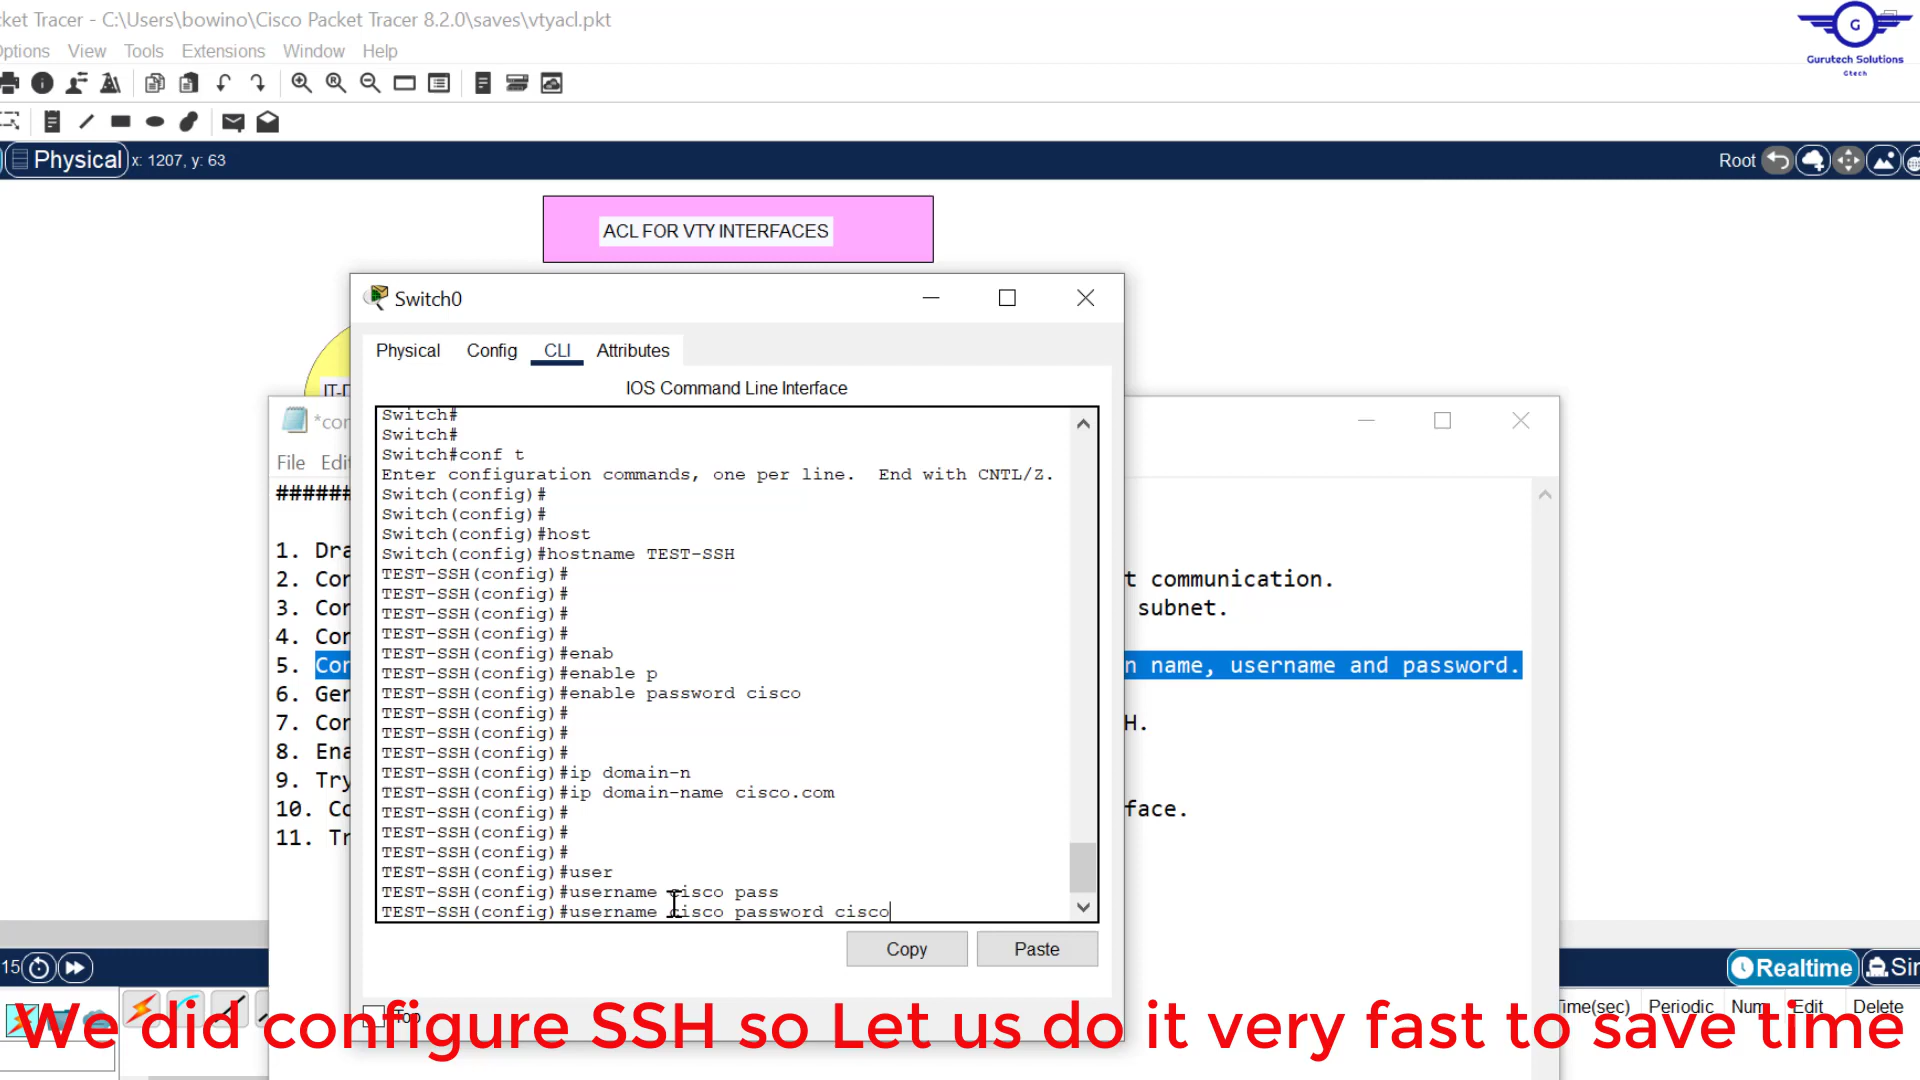 ket Tracer - C:\Users\bowino\Cisco Packet Tracer 8.2.0\saves\vtyacl.pkt
G
Gurutech Solutions
Gtech
ptions View Tools Extensions Window Help
Physical x: 1207, y: 63
Root
ACL FOR VTY INTERFACES
Switch0
Physical Config CLI Attributes
IOS Command Line Interface
IT-D
*cor
File Edit
#######
1. Dra
2. Cor t communication.
3. Cor subnet.
4. Cor
5. Cor n name, username and password.
6. Ger
7. Cor H.
8. Ena
9. Try
10. Co face.
11. Tr
Switch#
Switch#
Switch#conf t
Enter configuration commands, one per line.  End with CNTL/Z.
Switch(config)#
Switch(config)#
Switch(config)#host
Switch(config)#hostname TEST-SSH
TEST-SSH(config)#
TEST-SSH(config)#
TEST-SSH(config)#
TEST-SSH(config)#
TEST-SSH(config)#enab
TEST-SSH(config)#enable p
TEST-SSH(config)#enable password cisco
TEST-SSH(config)#
TEST-SSH(config)#
TEST-SSH(config)#
TEST-SSH(config)#ip domain-n
TEST-SSH(config)#ip domain-name cisco.com
TEST-SSH(config)#
TEST-SSH(config)#
TEST-SSH(config)#
TEST-SSH(config)#user
TEST-SSH(config)#username cisco pass
TEST-SSH(config)#username cisco password cisco
Copy Paste
Top
15
Realtime Sim
Time(sec) Periodic Num Edit Delete
We did configure SSH so Let us do it very fast to save time